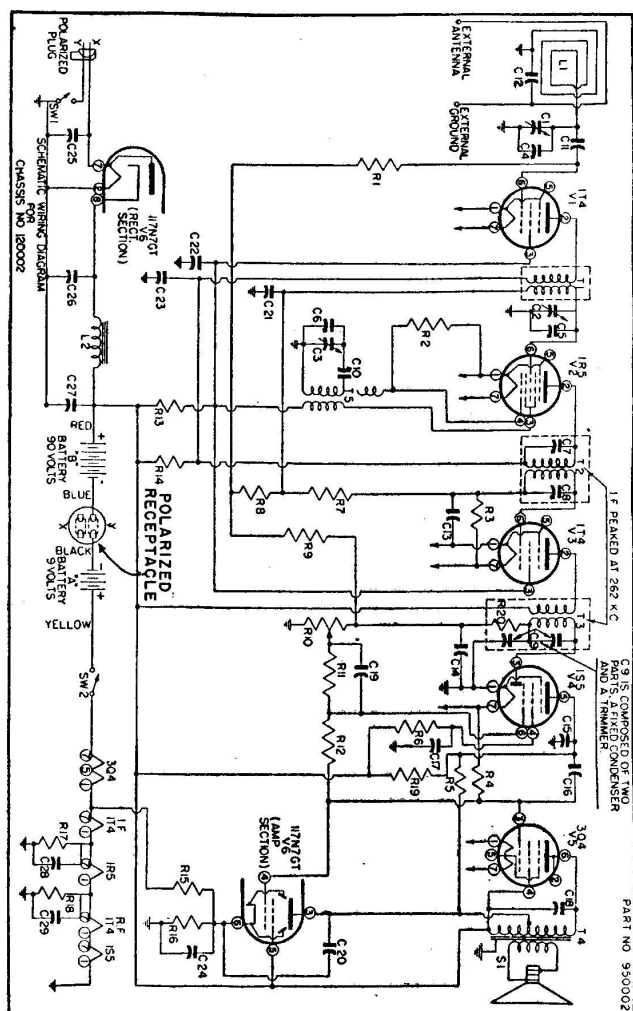 PART NO 950002
EXTERNAL ANTENNA
L1
C12
EXTERNAL GROUND
C1
C4
C11
R1
1T4
V1
T1
C2
C5
1R5
V2
R2
C6
C3
C10
T5
C22
C23
C21
C7
T2
C8
I.F. PEAKED AT 262 K.C.
1T4
V3
R3
C13
R7
R8
R9
R13
R14
R20
T3
C9
C9 IS COMPOSED OF TWO
PARTS, A FIXED CONDENSER
AND A TRIMMER
1S5
V4
C14
C15
C16
C19
R10
R11
R12
R6
C17
R19
R5
R4
3Q4
V5
C18
T4
S1
POLARIZED
PLUG
X
Y
SW1
C25
117N7GT
V6
(RECT.
SECTION)
SCHEMATIC WIRING DIAGRAM
FOR
CHASSIS NO 120002
C26
L2
C27
RED
BATTERY
"B"
90 VOLTS
BLUE
X
Y
POLARIZED
RECEPTACLE
BLACK
BATTERY
"A"
9 VOLTS
YELLOW
SW2
3Q4
I.F
1T4
1R5
R.F
1T4
1S5
R17
C28
R18
C29
R15
R16
C24
117N7GT
V6
(AMP
SECTION)
C20